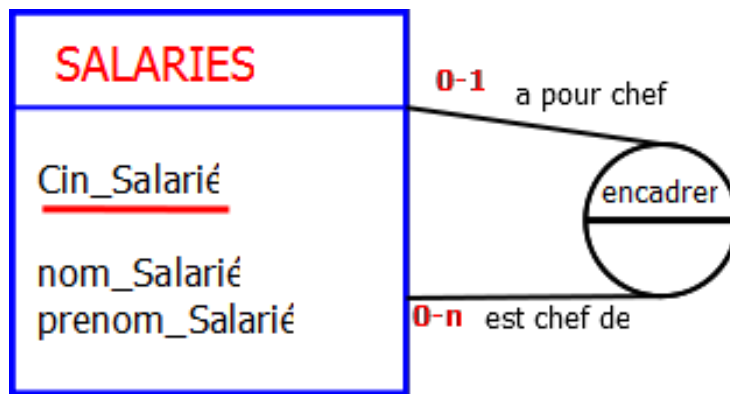 SALARIES
0-1 a pour chef
Cin_Salarié
encadrer
nom_Salarié
prenom_Salarié
0-n est chef de